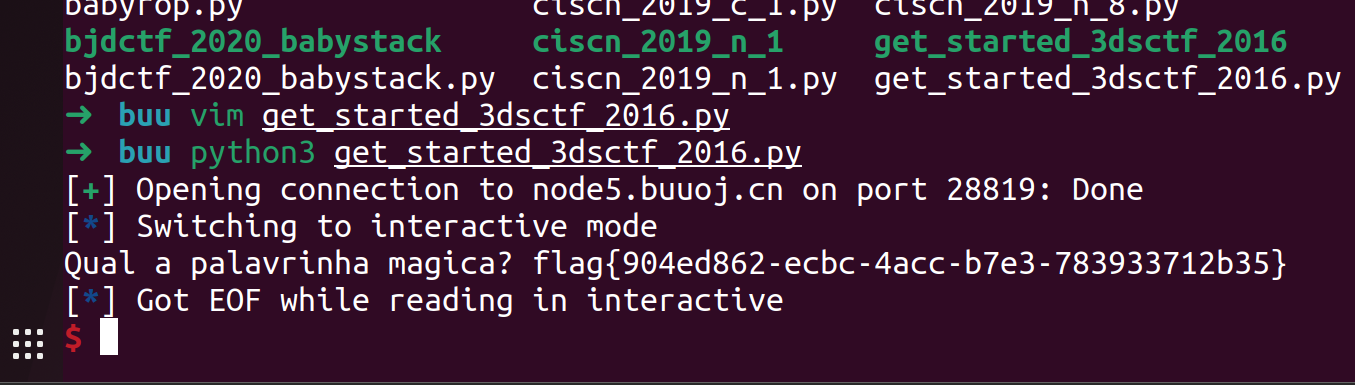 babyrop.py ciscn_2019_c_1.py ciscn_2019_n_8.py
bjdctf_2020_babystack ciscn_2019_n_1 get_started_3dsctf_2016
bjdctf_2020_babystack.py ciscn_2019_n_1.py get_started_3dsctf_2016.py
➜ buu vim get_started_3dsctf_2016.py
➜ buu python3 get_started_3dsctf_2016.py
[+] Opening connection to node5.buuoj.cn on port 28819: Done
[*] Switching to interactive mode
Qual a palavrinha magica? flag{904ed862-ecbc-4acc-b7e3-783933712b35}
[*] Got EOF while reading in interactive
$